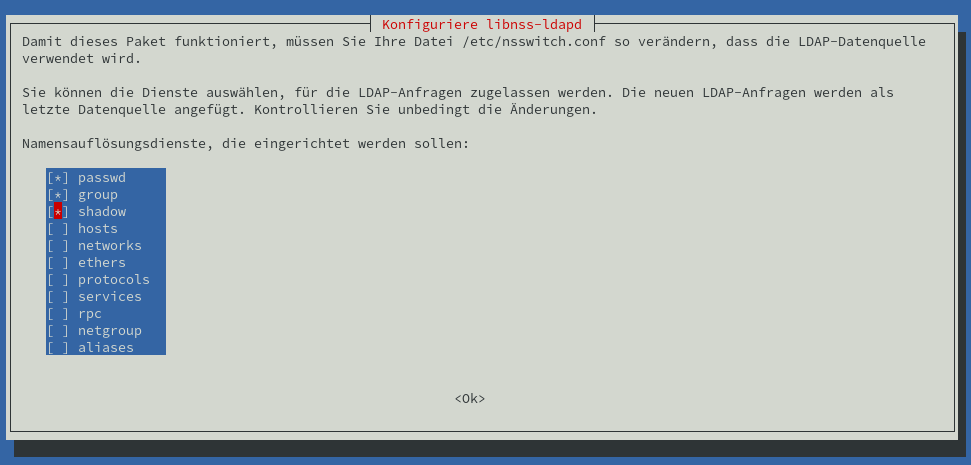 Konfiguriere libnss-ldapd
Damit dieses Paket funktioniert, müssen Sie Ihre Datei /etc/nsswitch.conf so verändern, dass die LDAP-Datenquelle
verwendet wird.
Sie können die Dienste auswählen, für die LDAP-Anfragen zugelassen werden. Die neuen LDAP-Anfragen werden als
letzte Datenquelle angefügt. Kontrollieren Sie unbedingt die Änderungen.
Namensauflösungsdienste, die eingerichtet werden sollen:
[*] passwd
[*] group
[*] shadow
[ ] hosts
[ ] networks
[ ] ethers
[ ] protocols
[ ] services
[ ] rpc
[ ] netgroup
[ ] aliases
<Ok>